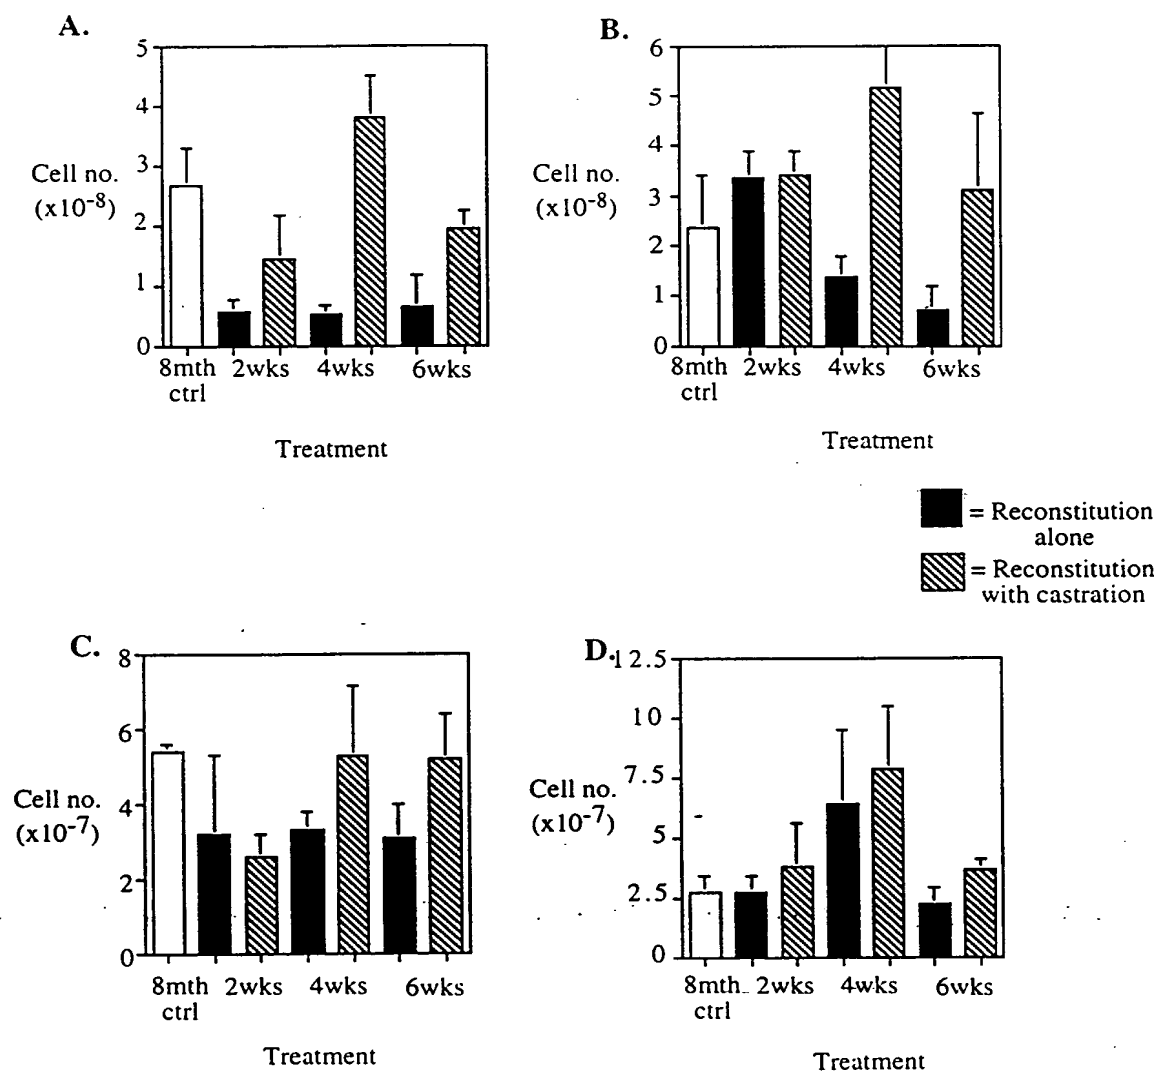 A.
5
4
3
2
1
0
Cell no.
(x10-8)
8mth 2wks 4wks 6wks
ctrl
Treatment
B.
6
5
4
3
2
1
0
Cell no.
(x10-8)
8mth 2wks 4wks 6wks
ctrl
Treatment
= Reconstitution
alone
= Reconstitution
with castration
C.
8
6
4
2
0
Cell no.
(x10-7)
8mth 2wks 4wks 6wks
ctrl
Treatment
D.
12.5
10
7.5
5
2.5
0
Cell no.
(x10-7)
8mth 2wks 4wks 6wks
ctrl
Treatment